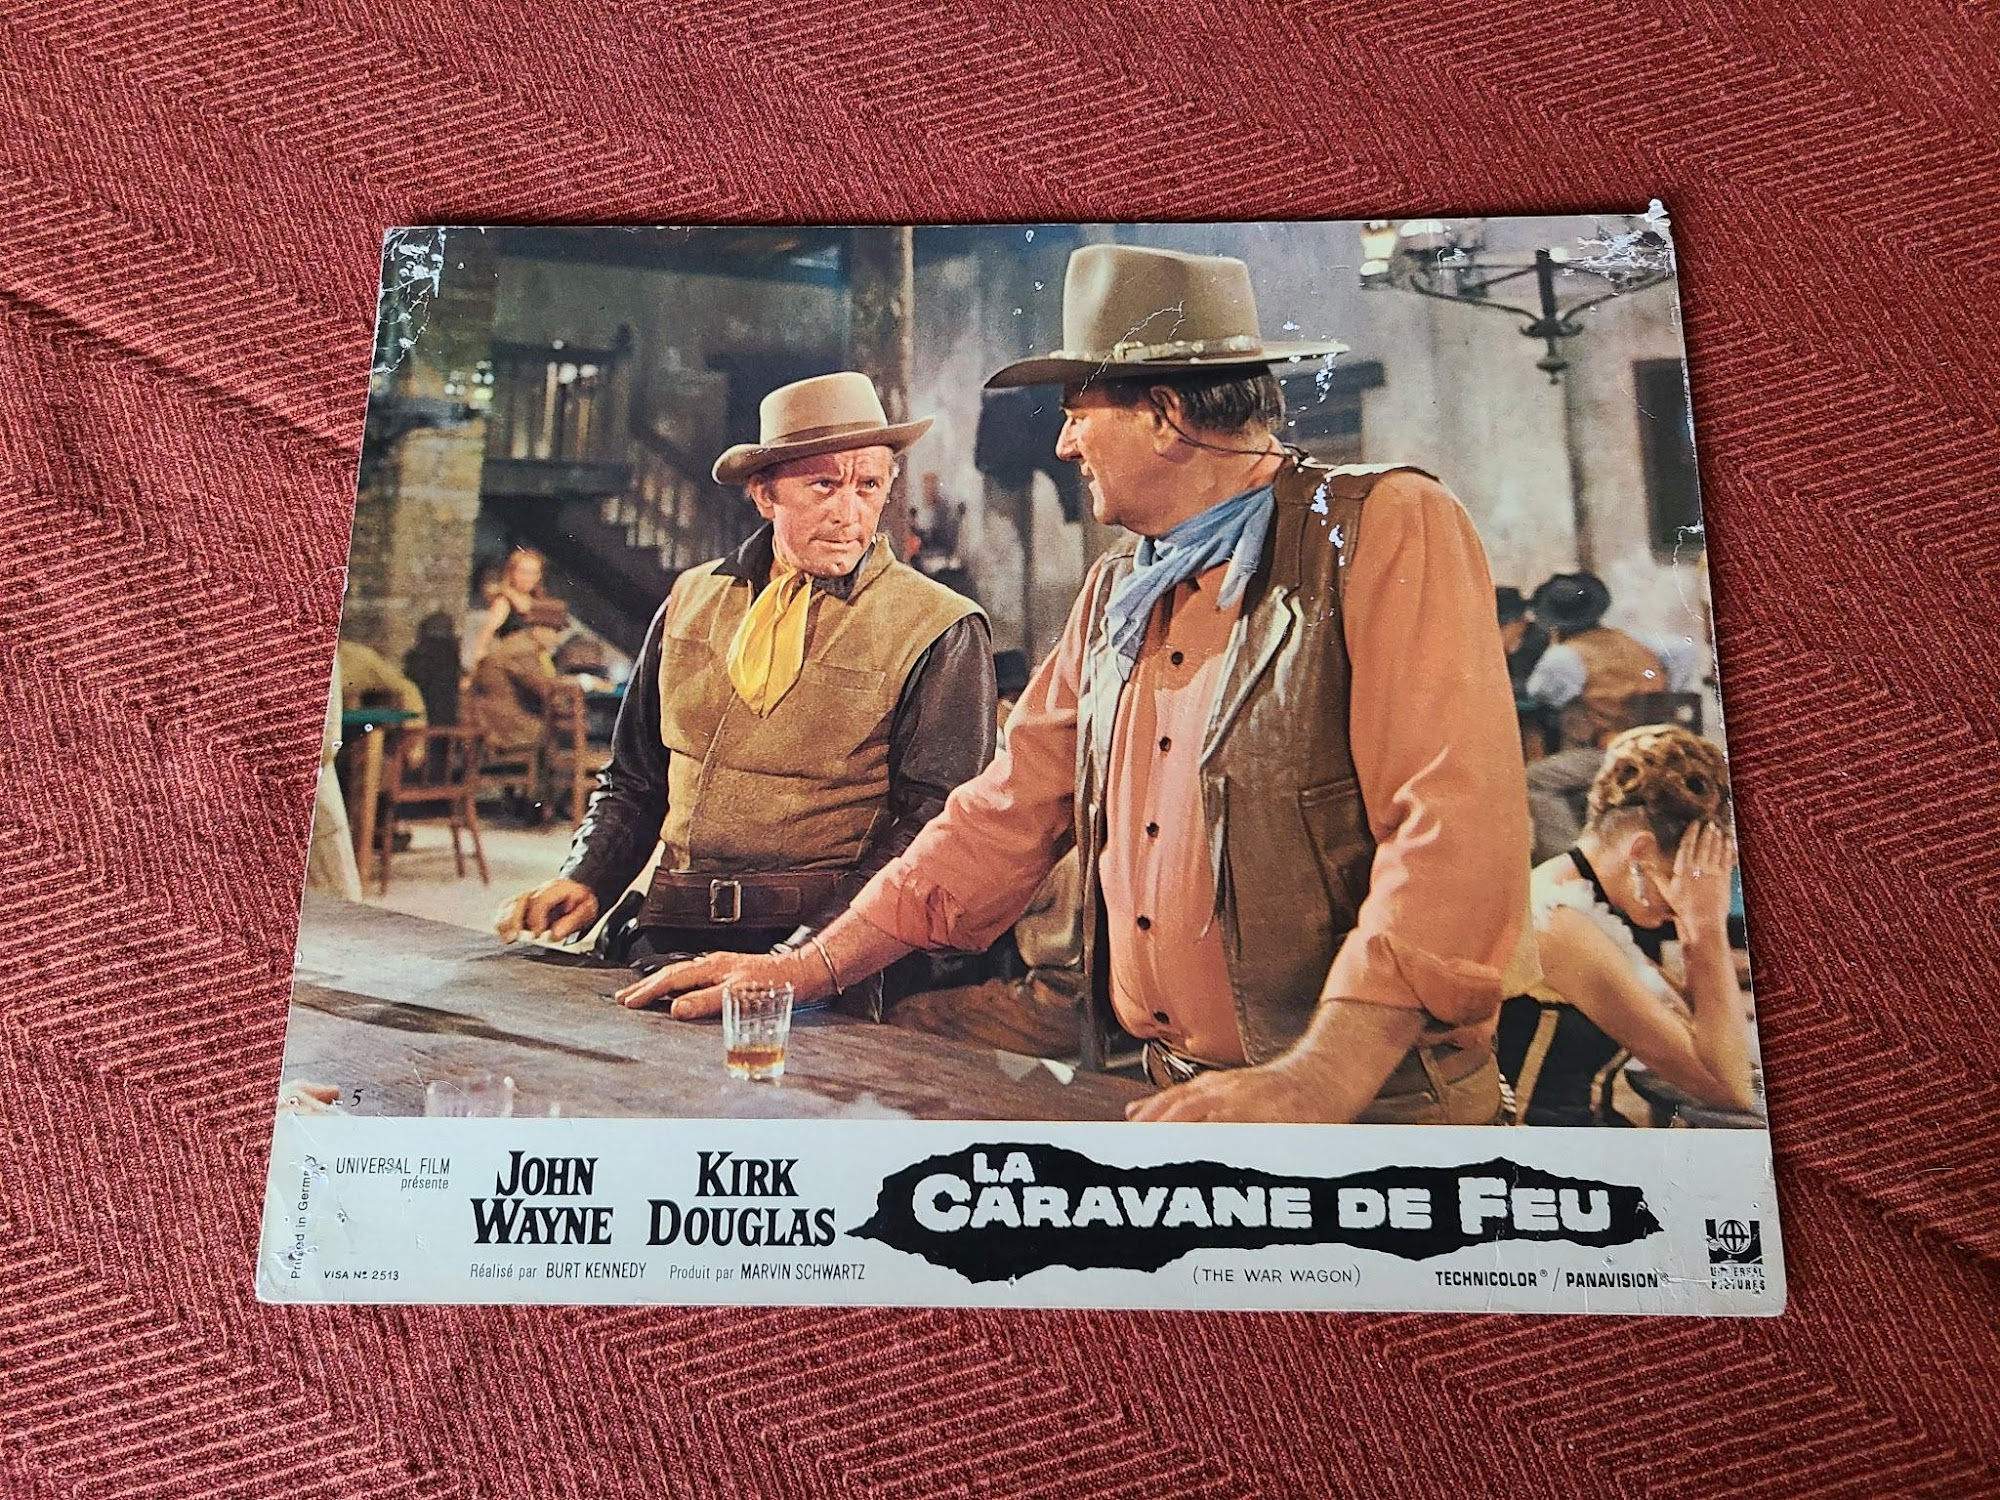 5
UNIVERSAL FILM
présente
JOHN
WAYNE
KIRK
DOUGLAS
LA
CARAVANE DE FEU
Printed in Germany
VISA Nº 2513
Réalisé par BURT KENNEDY
Produit par MARVIN SCHWARTZ
(THE WAR WAGON)
TECHNICOLOR® / PANAVISION®
UNIVERSAL
PICTURES